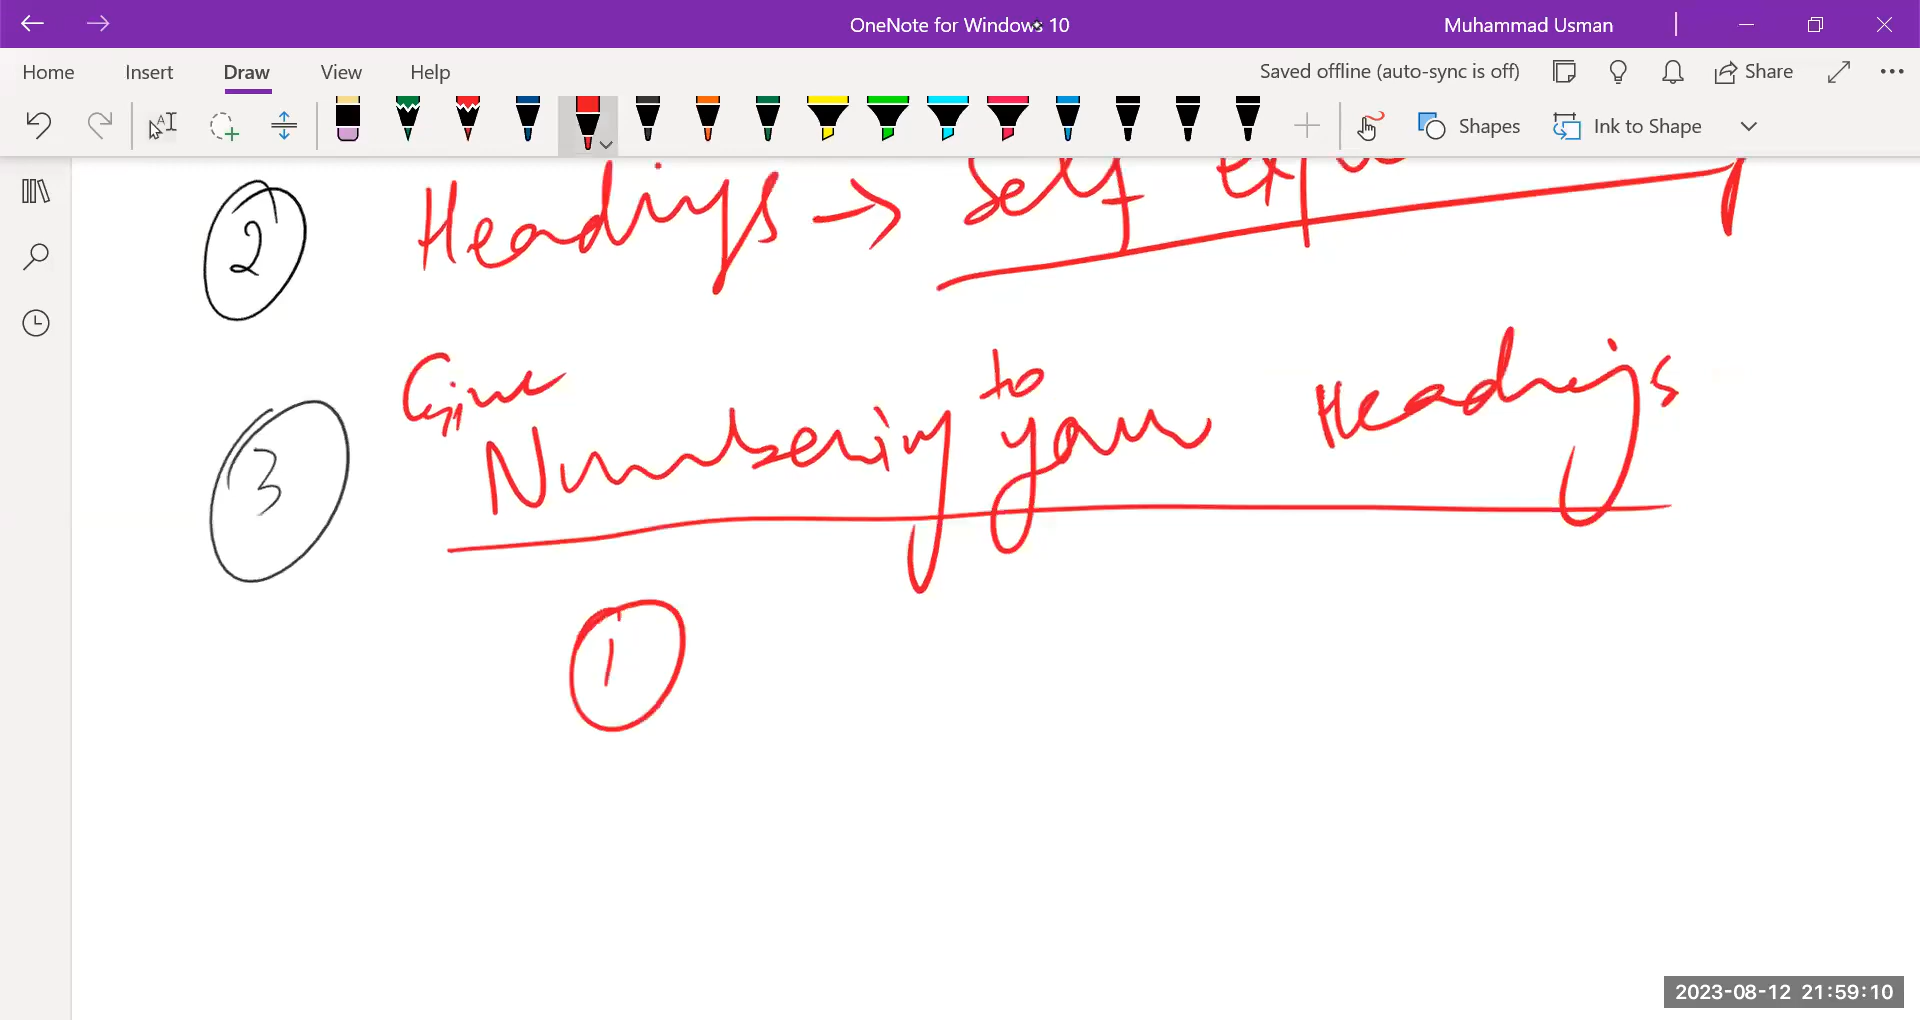 OneNote for Windows 10 Muhammad Usman
Home Insert Draw View Help Saved offline (auto-sync is off) Share
Shapes Ink to Shape
2 Headings → Self
3 Give Numbering to your Headings
1
2023-08-12 21:59:10